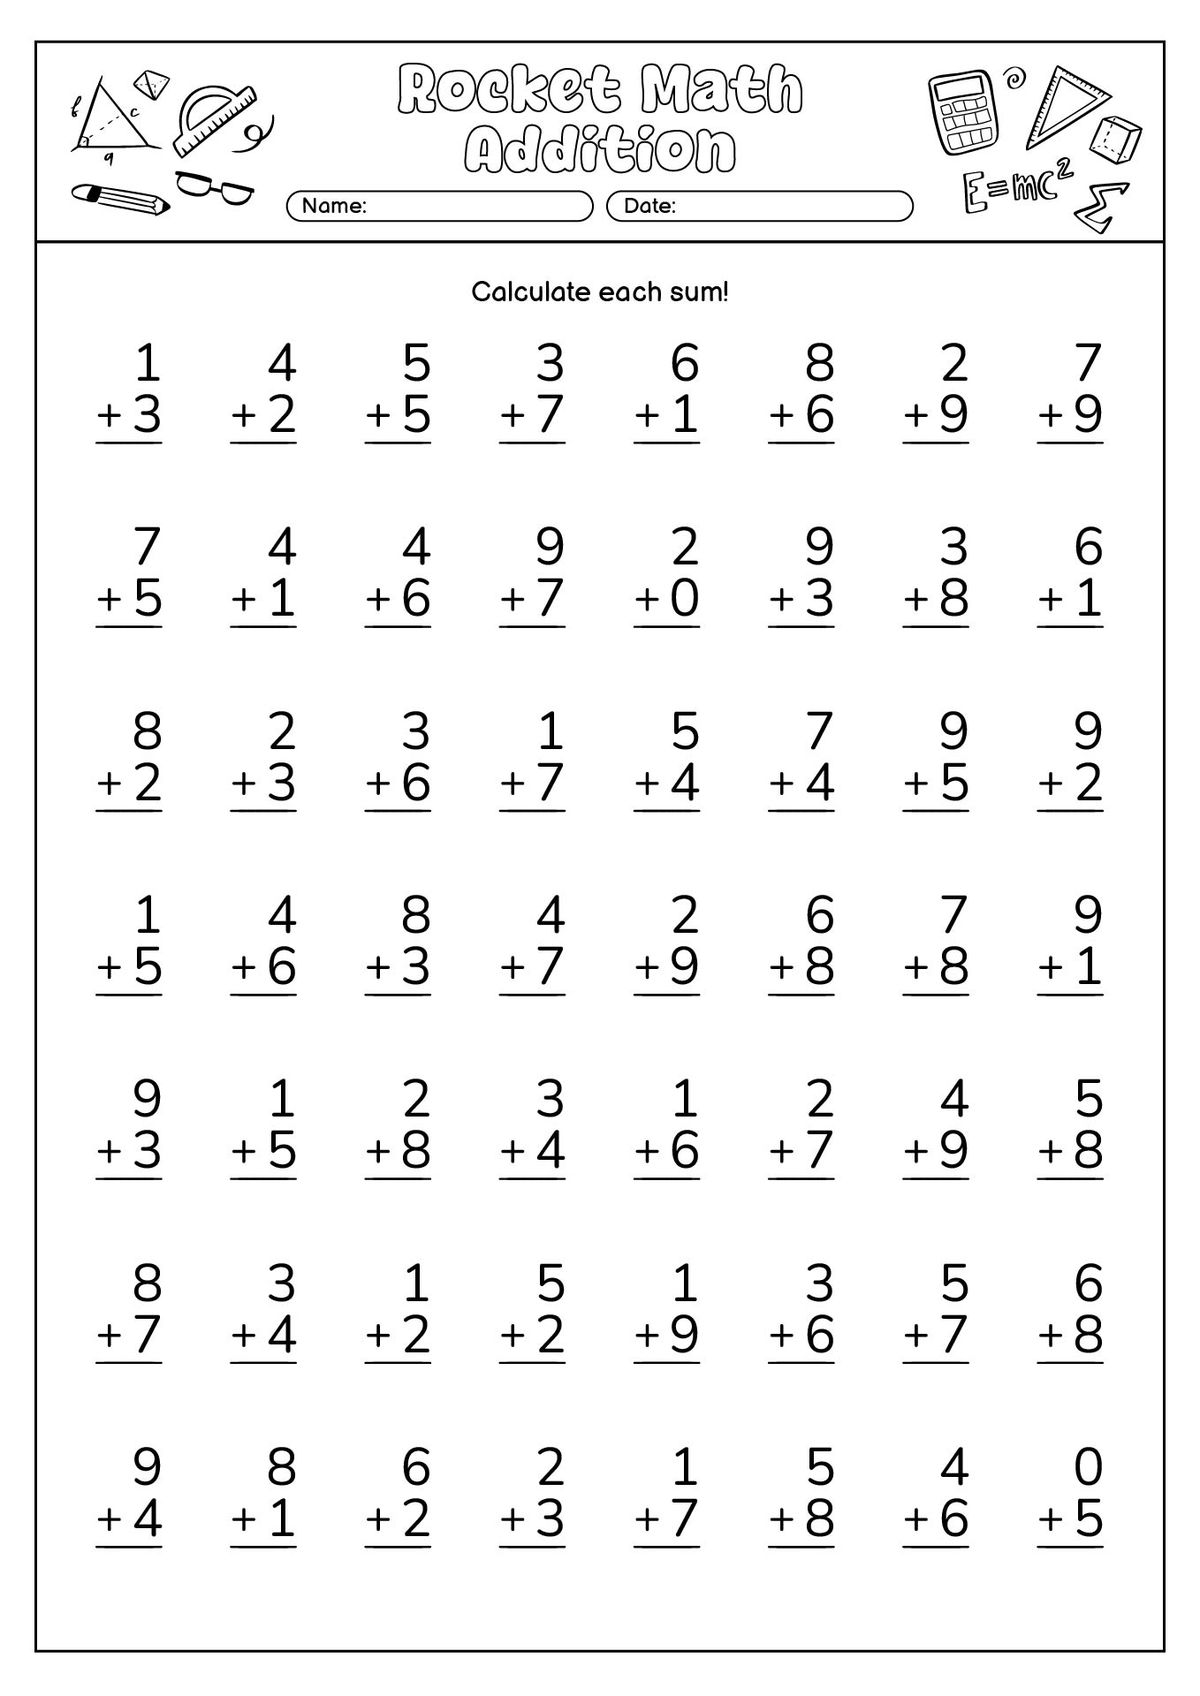 Rocket Math
Addition
Name: Date:
b c a
E=mc² Σ
Calculate each sum!
1 4 5 3 6 8 2 7
+3 +2 +5 +7 +1 +6 +9 +9
7 4 4 9 2 9 3 6
+5 +1 +6 +7 +0 +3 +8 +1
8 2 3 1 5 7 9 9
+2 +3 +6 +7 +4 +4 +5 +2
1 4 8 4 2 6 7 9
+5 +6 +3 +7 +9 +8 +8 +1
9 1 2 3 1 2 4 5
+3 +5 +8 +4 +6 +7 +9 +8
8 3 1 5 1 3 5 6
+7 +4 +2 +2 +9 +6 +7 +8
9 8 6 2 1 5 4 0
+4 +1 +2 +3 +7 +8 +6 +5